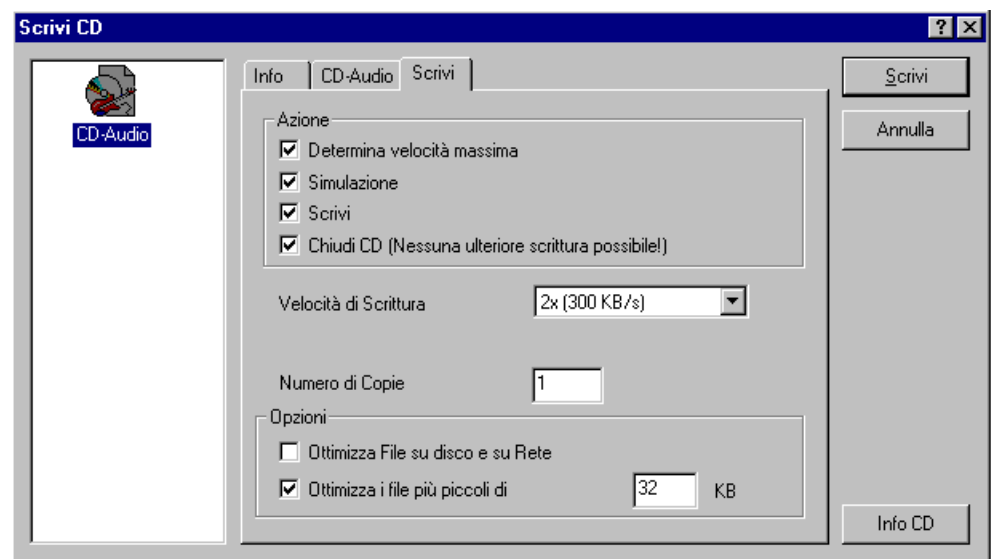 Scrivi CD
CD-Audio
Info CD-Audio Scrivi
Azione
Determina velocità massima
Simulazione
Scrivi
Chiudi CD (Nessuna ulteriore scrittura possibile!)
Velocità di Scrittura 2x (300 KB/s)
Numero di Copie 1
Opzioni
Ottimizza File su disco e su Rete
Ottimizza i file più piccoli di 32 KB
Scrivi
Annulla
Info CD